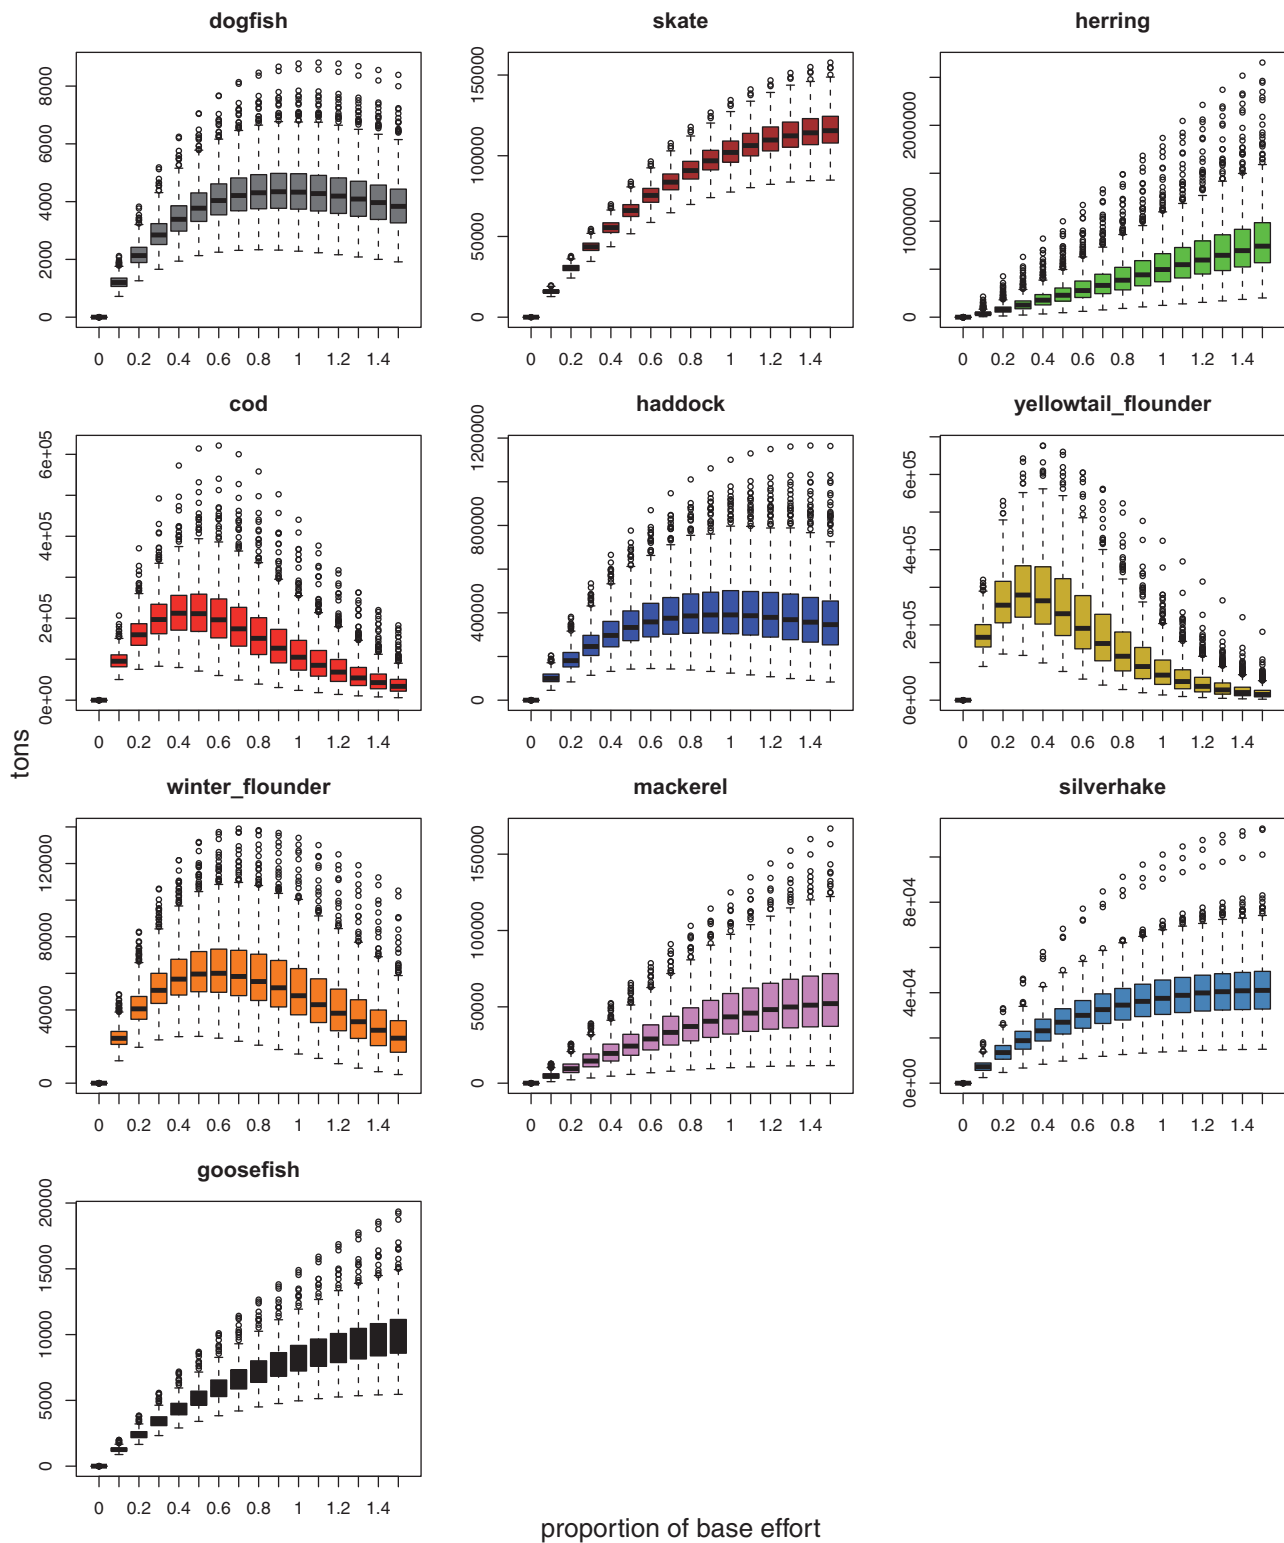 dogfish
0 2000 4000 6000 8000
0 0.2 0.4 0.6 0.8 1 1.2 1.4
skate
0 50000 100000 150000
0 0.2 0.4 0.6 0.8 1 1.2 1.4
herring
0 100000 200000
0 0.2 0.4 0.6 0.8 1 1.2 1.4
cod
0e+00 2e+05 4e+05 6e+05
0 0.2 0.4 0.6 0.8 1 1.2 1.4
haddock
0 40000 80000 120000
0 0.2 0.4 0.6 0.8 1 1.2 1.4
yellowtail_flounder
0e+00 2e+05 4e+05 6e+05
0 0.2 0.4 0.6 0.8 1 1.2 1.4
tons
winter_flounder
0 40000 80000 120000
0 0.2 0.4 0.6 0.8 1 1.2 1.4
mackerel
0 50000 100000 150000
0 0.2 0.4 0.6 0.8 1 1.2 1.4
silverhake
0e+00 4e+04 8e+04
0 0.2 0.4 0.6 0.8 1 1.2 1.4
goosefish
0 5000 10000 15000 20000
0 0.2 0.4 0.6 0.8 1 1.2 1.4
proportion of base effort